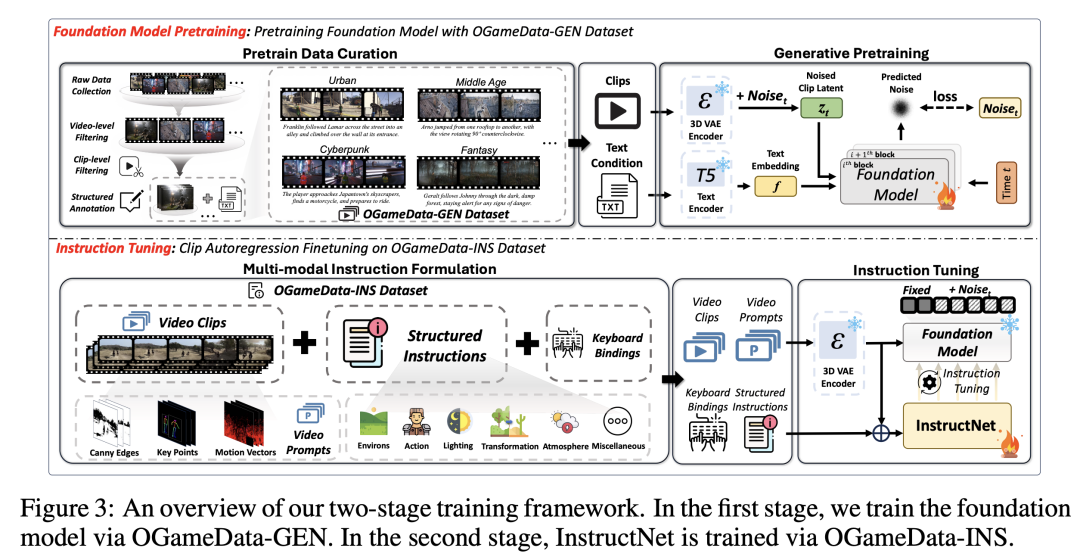 Foundation Model Pretraining: Pretraining Foundation Model with OGameData-GEN Dataset
Pretrain Data Curation
Raw Data
Collection
Video-level
Filtering
Clip-level
Filtering
Structured
Annotation
+
TXT
...
Urban
Franklin followed Lamar across the street into an
alley and climbed over the wall at its entrance.
Middle Age
Arno jumped from one rooftop to another, with
the view rotating 90°counterclockwise.
Cyberpunk
The player approaches Japantown's skyscrapers,
finds a motorcycle, and prepares to ride.
Fantasy
Geralt follows Johnny through the dark, damp
forest, staying alert for any signs of danger.
...
OGameData-GEN Dataset
Clips
Text
Condition
TXT
Generative Pretraining
ℰ
3D VAE
Encoder
+ Noise_t
Noised
Clip Latent
z_t
Predicted
Noise
loss
Noise_t
T5
Text
Encoder
Text
Embedding
f
i + 1^th block
i^th block
Foundation
Model
Time t
Instruction Tuning: Clip Autoregression Finetuning on OGameData-INS Dataset
Multi-modal Instruction Formulation
OGameData-INS Dataset
Video Clips
+
Structured
Instructions
+
Keyboard
Bindings
Canny Edges
Key Points
Motion Vectors
P
Video
Prompts
Environs
Action
Lighting
Transformation
Atmosphere
Miscellaneous
Video
Clips
Video
Prompts
P
Keyboard
Bindings
Structured
Instructions
Instruction Tuning
Fixed
+ Noise_t
ℰ
3D VAE
Encoder
Foundation
Model
Instruction
Tuning
InstructNet
Figure 3: An overview of our two-stage training framework. In the first stage, we train the foundation
model via OGameData-GEN. In the second stage, InstructNet is trained via OGameData-INS.